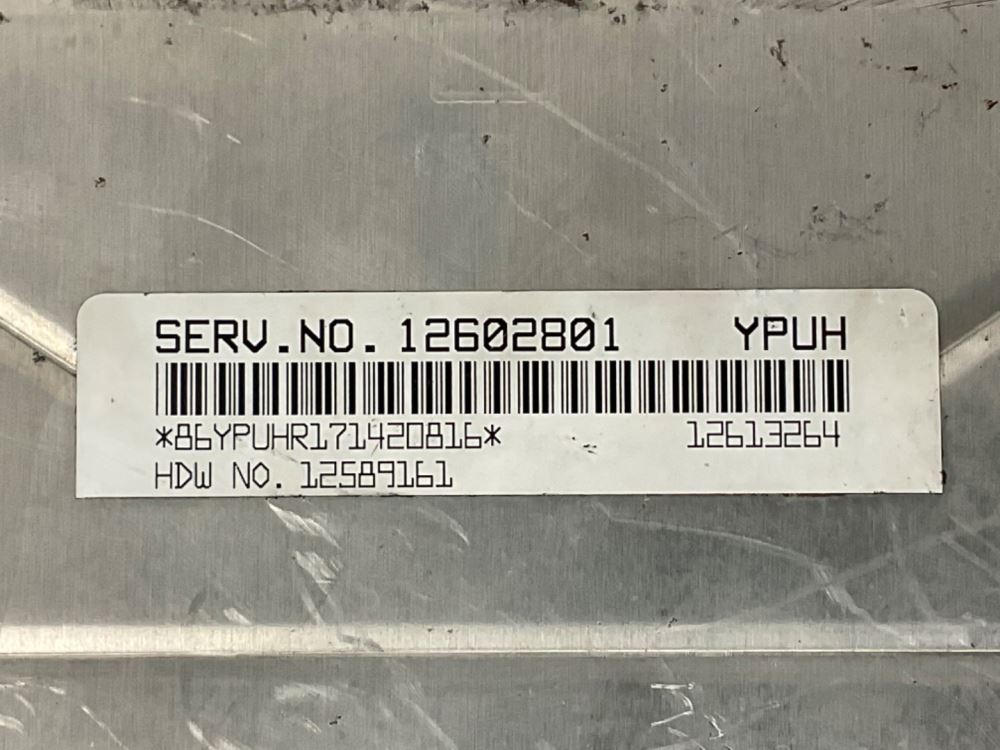 SERV.NO. 12602801 YPUH
*86YPUHR171420816* 12613264
HDW NO. 12589161